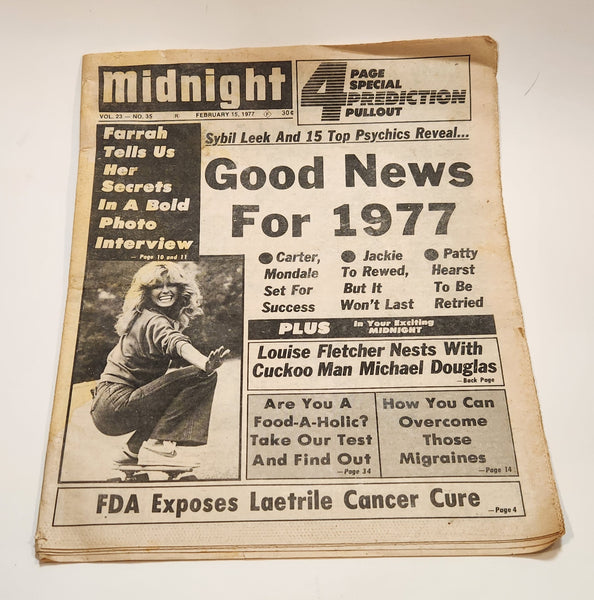 midnight
VOL. 23 — NO. 35 K FEBRUARY 15, 1977 P 30¢
4 PAGE
SPECIAL
PREDICTION
PULLOUT
Farrah
Tells Us
Her
Secrets
In A Bold
Photo
Interview
— Page 10 and 11
Sybil Leek And 15 Top Psychics Reveal...
Good News
For 1977
Carter,
Mondale
Set For
Success
Jackie
To Rewed,
But It
Won't Last
Patty
Hearst
To Be
Retried
PLUS In Your Exciting
MIDNIGHT
Louise Fletcher Nests With
Cuckoo Man Michael Douglas
—Back Page
Are You A
Food-A-Holic?
Take Our Test
And Find Out
—Page 34
How You Can
Overcome
Those
Migraines
—Page 14
FDA Exposes Laetrile Cancer Cure —Page 4